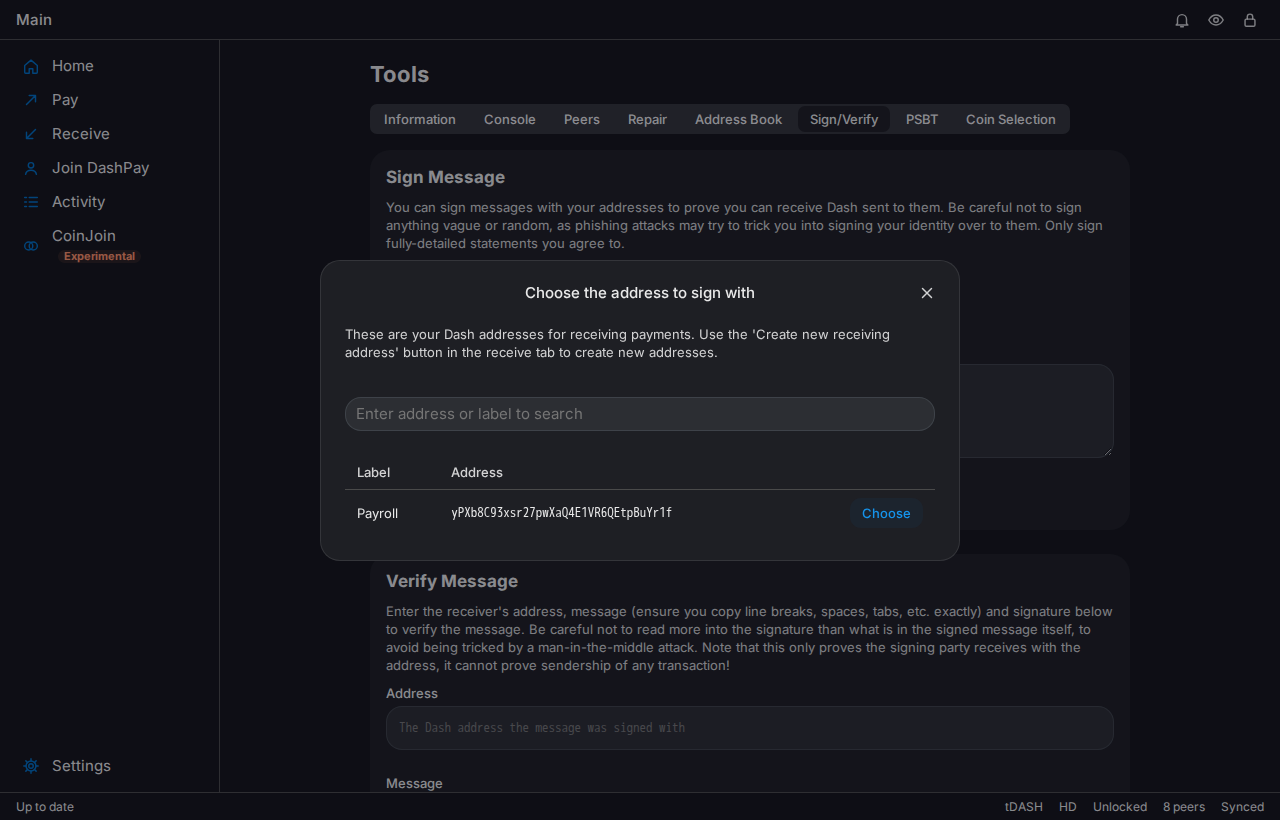 Main
Home
Pay
Receive
Join DashPay
Activity
CoinJoin
Experimental
Settings
Tools
Information Console Peers Repair Address Book Sign/Verify PSBT Coin Selection
Sign Message
You can sign messages with your addresses to prove you can receive Dash sent to them. Be careful not to sign
anything vague or random, as phishing attacks may try to trick you into signing your identity over to them. Only sign
fully-detailed statements you agree to.
Choose the address to sign with
These are your Dash addresses for receiving payments. Use the 'Create new receiving
address' button in the receive tab to create new addresses.
Enter address or label to search
Label Address
Payroll yPXb8C93xsr27pwXaQ4E1VR6QEtpBuYr1f Choose
Verify Message
Enter the receiver's address, message (ensure you copy line breaks, spaces, tabs, etc. exactly) and signature below
to verify the message. Be careful not to read more into the signature than what is in the signed message itself, to
avoid being tricked by a man-in-the-middle attack. Note that this only proves the signing party receives with the
address, it cannot prove sendership of any transaction!
Address
The Dash address the message was signed with
Message
Up to date tDASH HD Unlocked 8 peers Synced